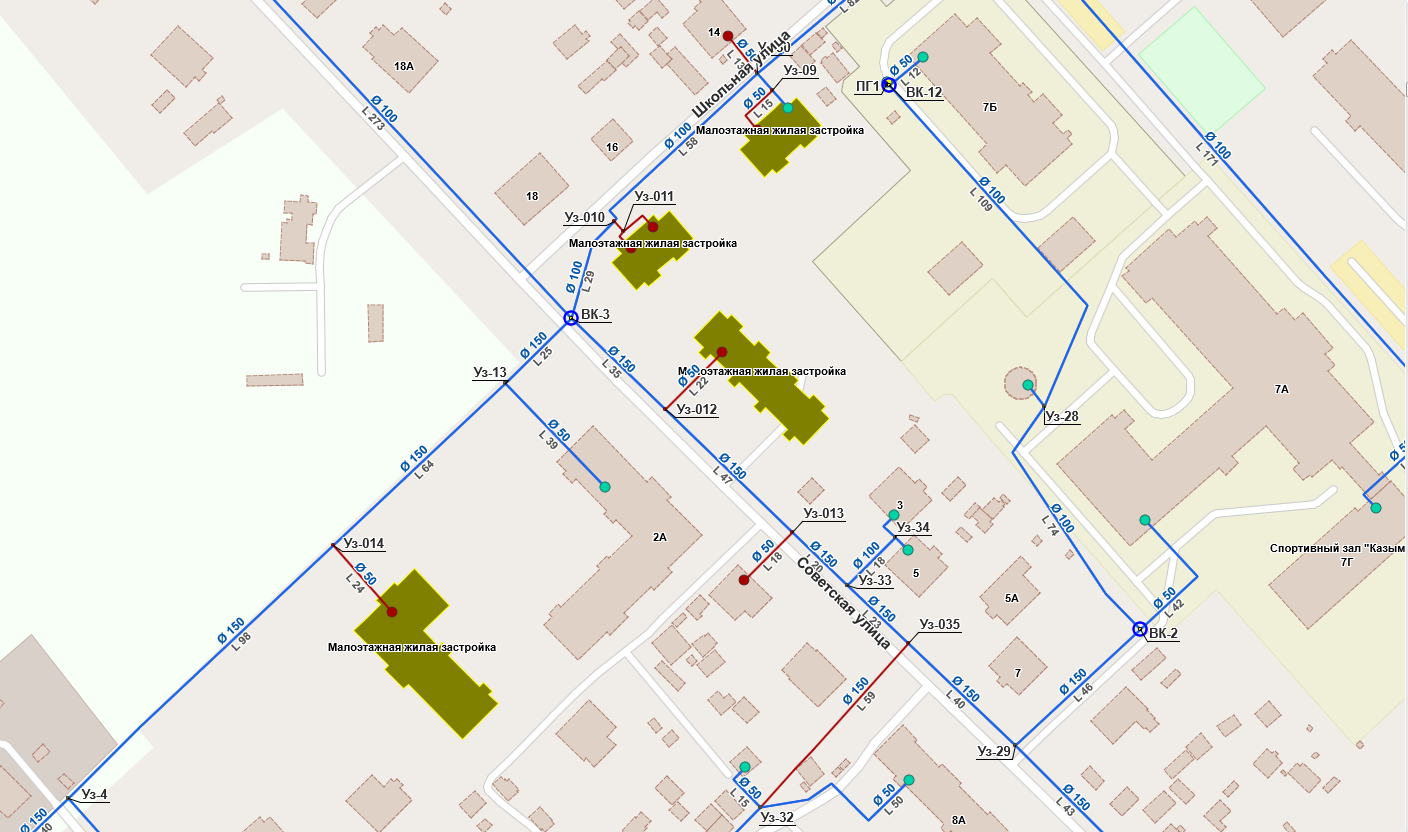 14
Ø 50
L 82
Уз-09
18А
Ø 50
L 12
ПГ1
ВК-12
7Б
Ø 100
L 273
Школьная улица
Ø 50
L 15
Малоэтажная жилая застройка
Ø 100
L 58
16
Ø 100
L 171
18
Уз-011
Уз-010
Ø 100
L 109
Малоэтажная жилая застройка
Ø 100
L 29
ВК-3
Ø 150
L 25
Ø 150
L 35
Уз-13
Малоэтажная жилая застройка
Ø 50
L 22
Уз-012
7А
Уз-28
Ø 50
L 39
Ø 150
L 64
Ø 150
L 47
3
Уз-013
Уз-34
Ø 100
L 74
2А
Уз-014
Ø 50
L 18
Ø 150
L 20
Ø 100
L 18
5
Уз-33
Спортивный зал "Казым
7Г
Ø 50
L 24
Советская улица
Ø 150
L 23
5А
Ø 50
L 42
Уз-035
ВК-2
Ø 150
L 98
Малоэтажная жилая застройка
7
Ø 150
L 59
Ø 150
L 40
Ø 150
L 46
Уз-29
Уз-4
Ø 50
L 15
Уз-32
Ø 50
L 50
8А
Ø 150
L 43
Ø 150
40